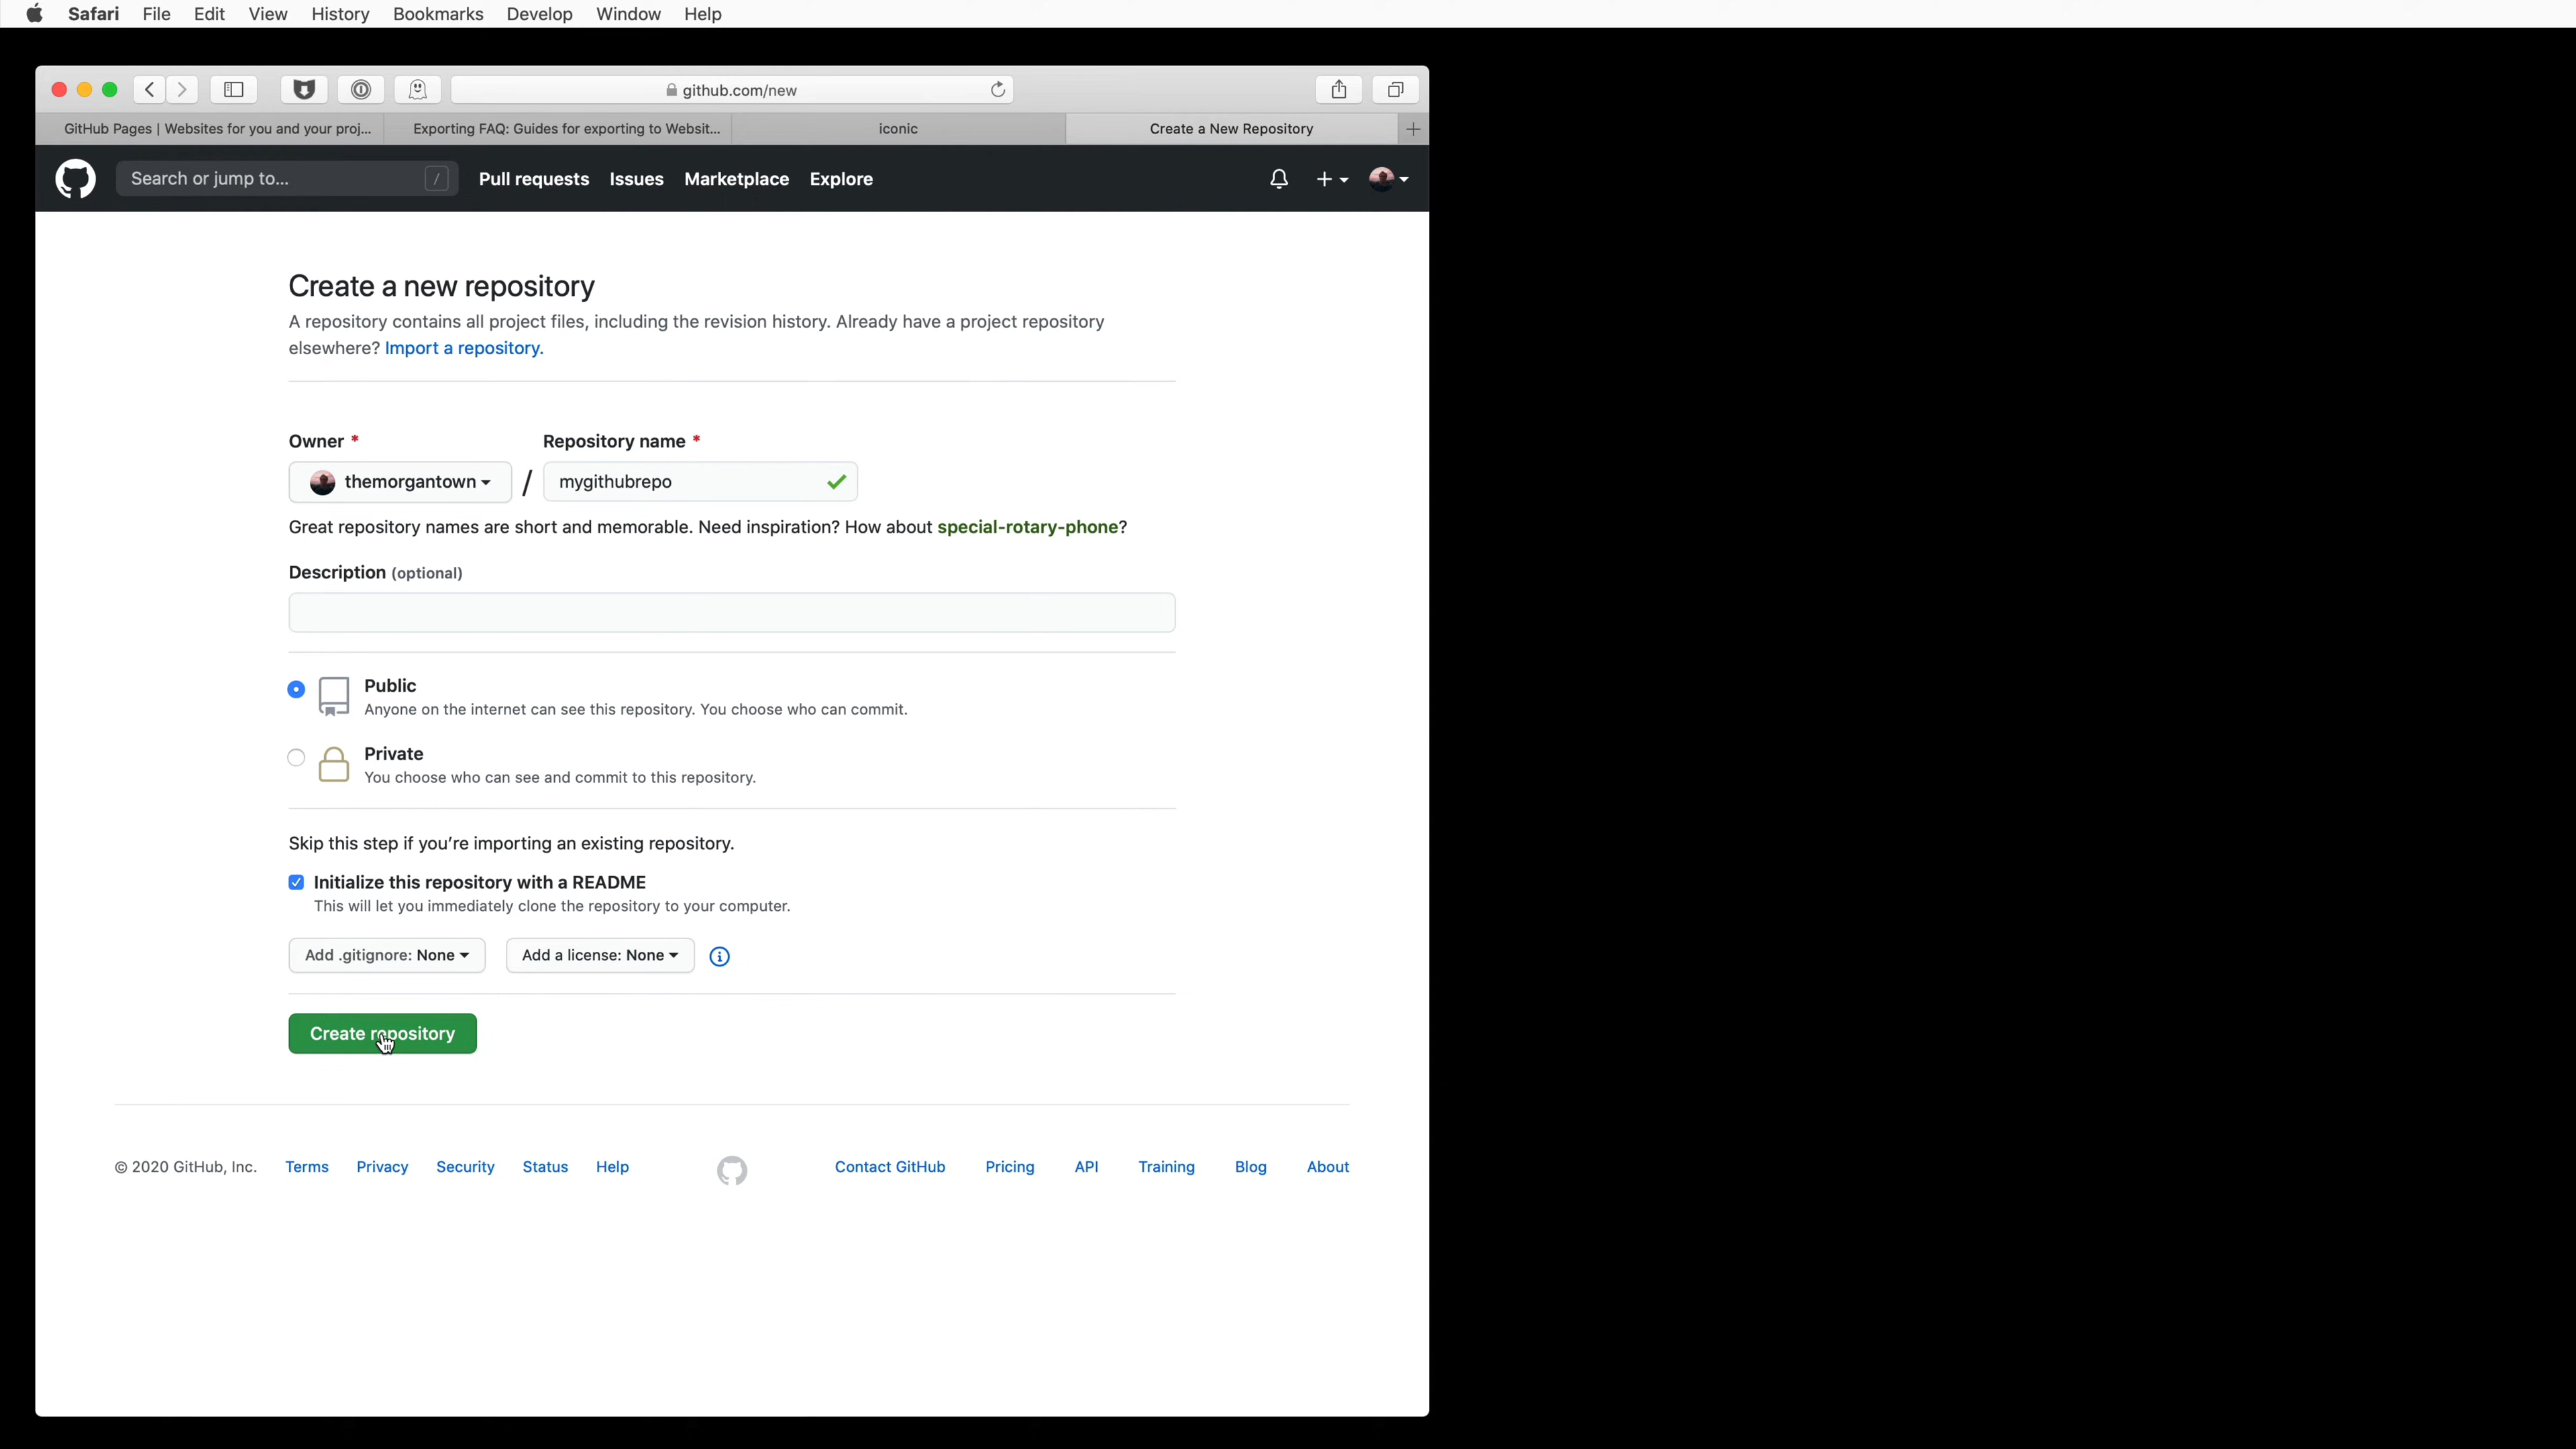 Safari File Edit View History Bookmarks Develop Window Help
github.com/new
GitHub Pages | Websites for you and your proj... Exporting FAQ: Guides for exporting to Websit... iconic Create a New Repository
Search or jump to... / Pull requests Issues Marketplace Explore
Create a new repository
A repository contains all project files, including the revision history. Already have a project repository
elsewhere? Import a repository.
Owner * Repository name *
themorgantown / mygithubrepo
Great repository names are short and memorable. Need inspiration? How about special-rotary-phone?
Description (optional)
Public
Anyone on the internet can see this repository. You choose who can commit.
Private
You choose who can see and commit to this repository.
Skip this step if you’re importing an existing repository.
Initialize this repository with a README
This will let you immediately clone the repository to your computer.
Add .gitignore: None Add a license: None
Create repository
© 2020 GitHub, Inc. Terms Privacy Security Status Help Contact GitHub Pricing API Training Blog About